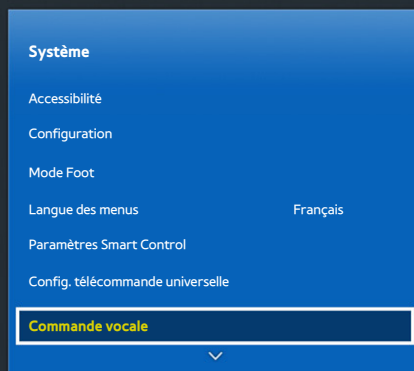 Système
Accessibilité
Configuration
Mode Foot
Langue des menus Français
Paramètres Smart Control
Config. télécommande universelle
Commande vocale